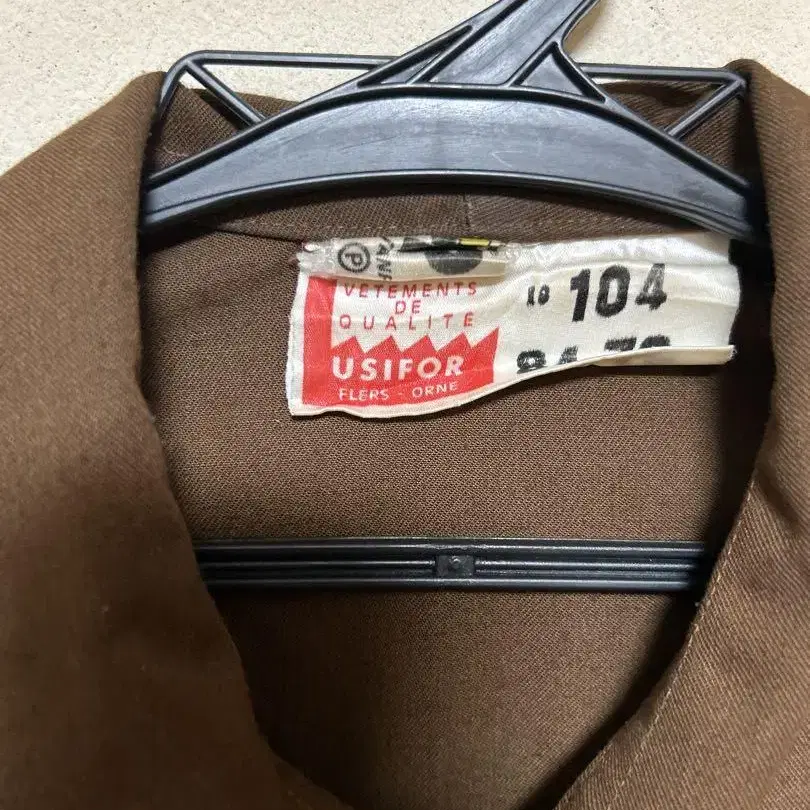 P
VETEMENTS
DE
QUALITE
USIFOR
FLERS - ORNE
104